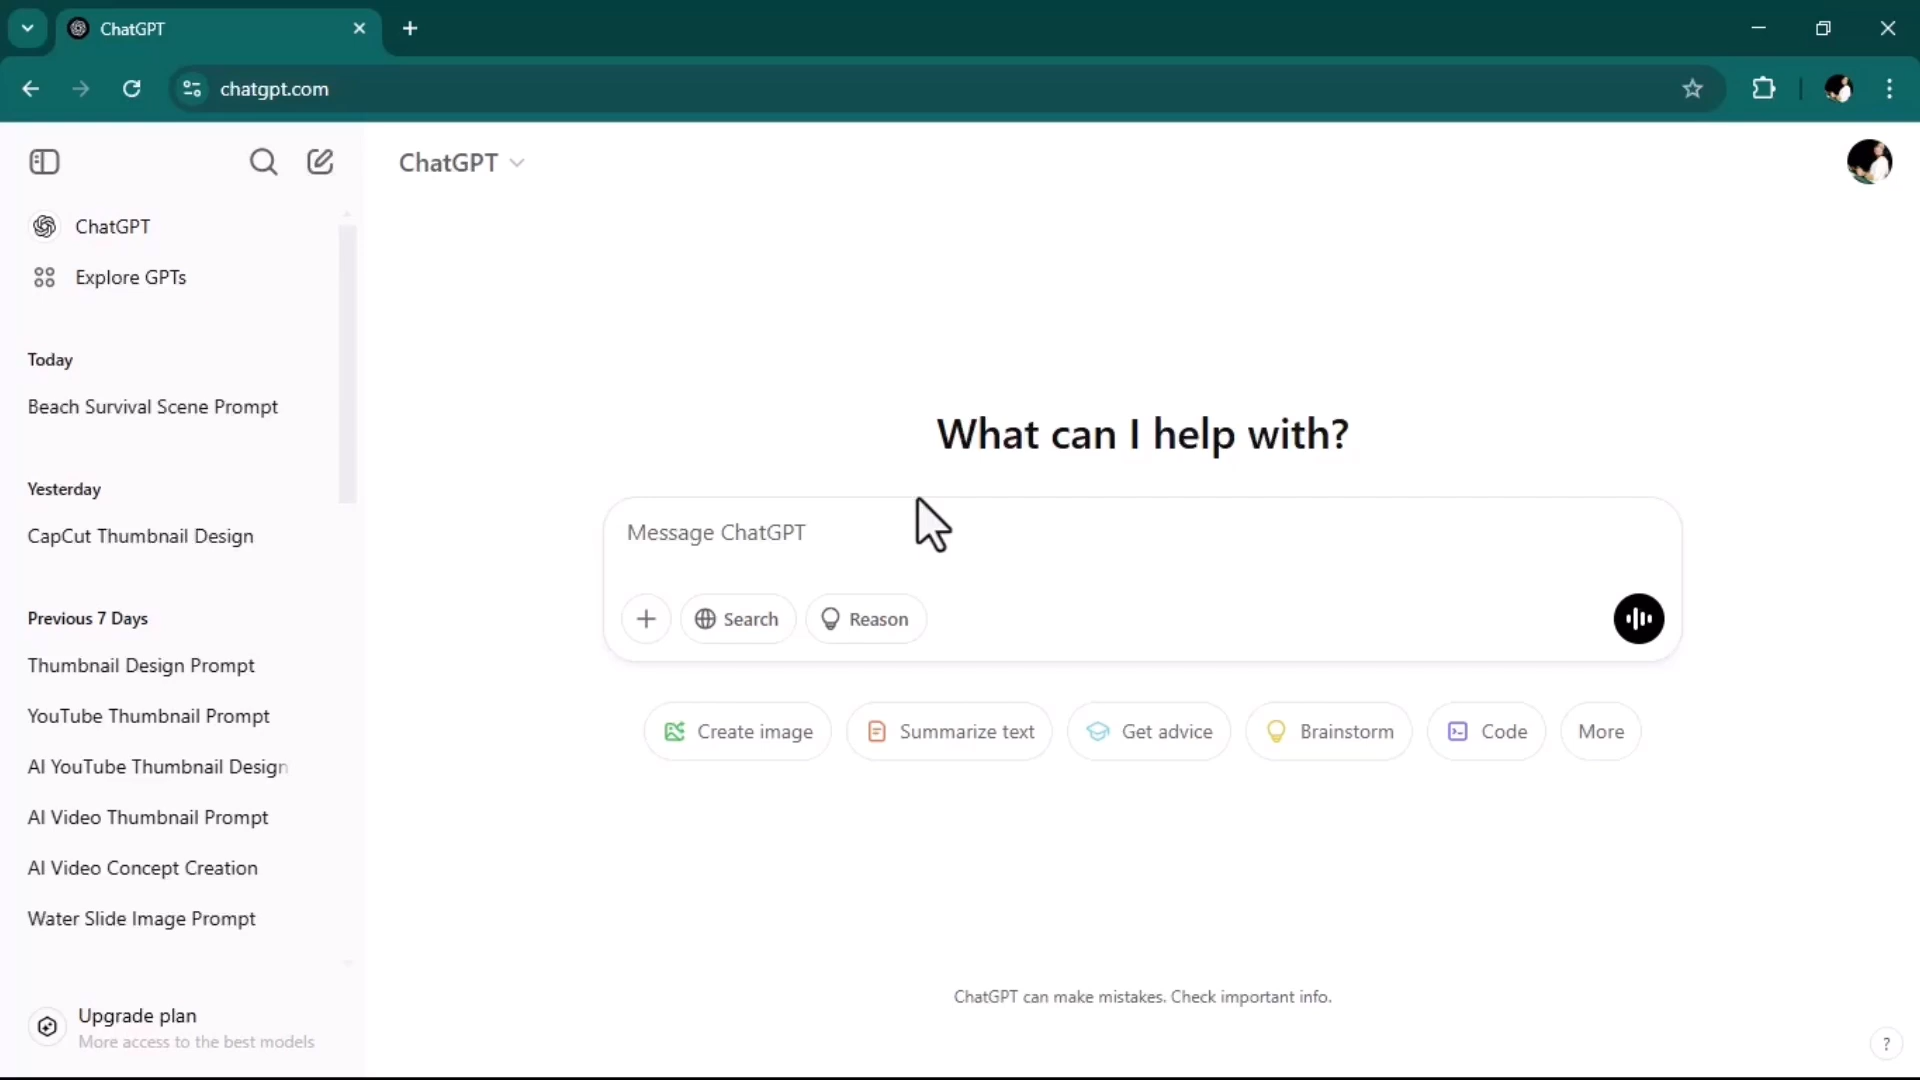 ChatGPT
chatgpt.com
ChatGPT
ChatGPT
Explore GPTs
Today
Beach Survival Scene Prompt
Yesterday
CapCut Thumbnail Design
Previous 7 Days
Thumbnail Design Prompt
YouTube Thumbnail Prompt
AI YouTube Thumbnail Design
AI Video Thumbnail Prompt
AI Video Concept Creation
Water Slide Image Prompt
Upgrade plan
More access to the best models
What can I help with?
Message ChatGPT
Search Reason
Create image Summarize text Get advice Brainstorm Code More
ChatGPT can make mistakes. Check important info.
?